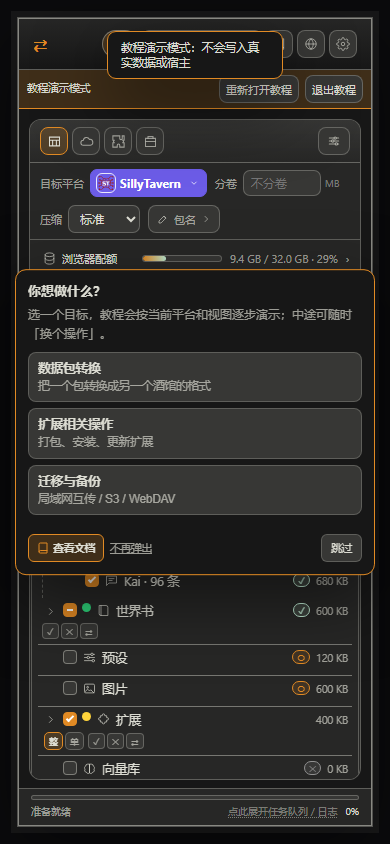 教程演示模式：不会写入真
实数据或宿主
教程演示模式
重新打开教程
退出教程
目标平台
ST
SillyTavern
分卷
不分卷
MB
压缩
标准
包名
浏览器配额
9.4 GB / 32.0 GB · 29%
你想做什么？
选一个目标，教程会按当前平台和视图逐步演示；中途可随时
「换个操作」。
数据包转换
把一个包转换成另一个酒馆的格式
扩展相关操作
打包、安装、更新扩展
迁移与备份
局域网互传 / S3 / WebDAV
查看文档
不再弹出
跳过
Kai · 96 条
680 KB
世界书
600 KB
预设
120 KB
图片
600 KB
扩展
400 KB
整
单
向量库
0 KB
准备就绪
点此展开任务队列 / 日志
0%